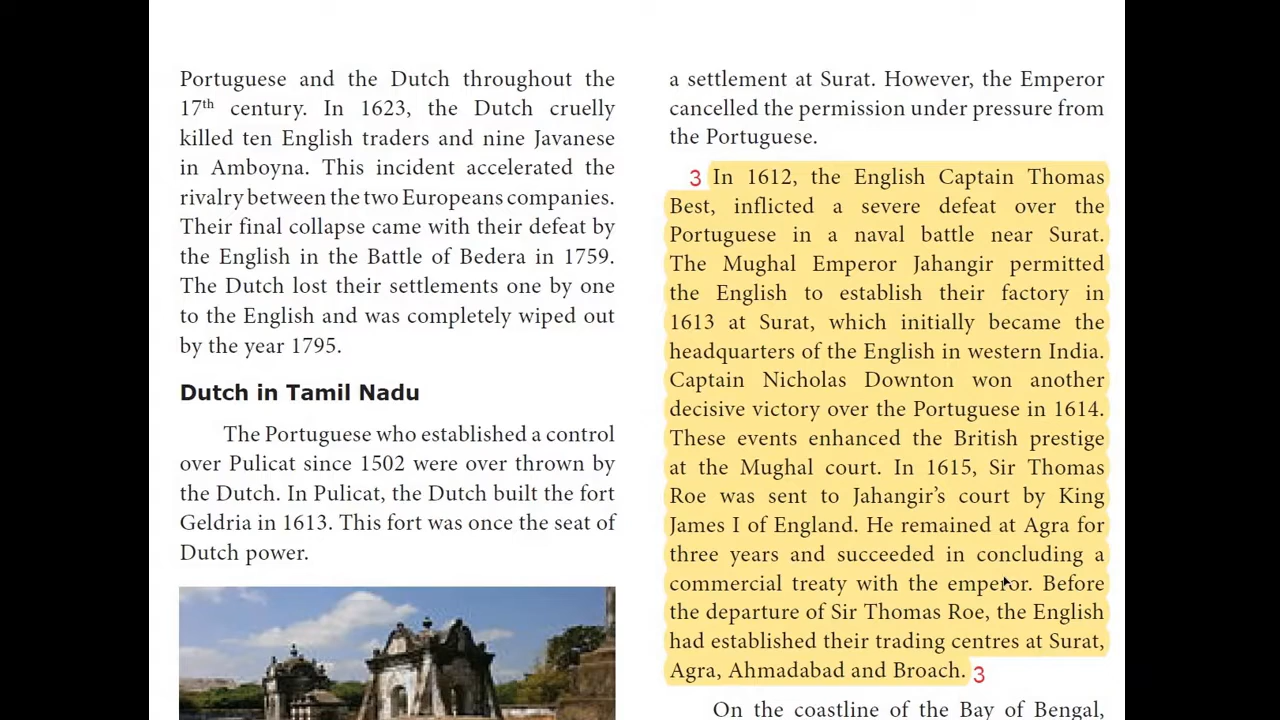 Portuguese and the Dutch throughout the
17th century. In 1623, the Dutch cruelly
killed ten English traders and nine Javanese
in Amboyna. This incident accelerated the
rivalry between the two Europeans companies.
Their final collapse came with their defeat by
the English in the Battle of Bedera in 1759.
The Dutch lost their settlements one by one
to the English and was completely wiped out
by the year 1795.
Dutch in Tamil Nadu
The Portuguese who established a control
over Pulicat since 1502 were over thrown by
the Dutch. In Pulicat, the Dutch built the fort
Geldria in 1613. This fort was once the seat of
Dutch power.
a settlement at Surat. However, the Emperor
cancelled the permission under pressure from
the Portuguese.
3 In 1612, the English Captain Thomas
Best, inflicted a severe defeat over the
Portuguese in a naval battle near Surat.
The Mughal Emperor Jahangir permitted
the English to establish their factory in
1613 at Surat, which initially became the
headquarters of the English in western India.
Captain Nicholas Downton won another
decisive victory over the Portuguese in 1614.
These events enhanced the British prestige
at the Mughal court. In 1615, Sir Thomas
Roe was sent to Jahangir's court by King
James I of England. He remained at Agra for
three years and succeeded in concluding a
commercial treaty with the emperor. Before
the departure of Sir Thomas Roe, the English
had established their trading centres at Surat,
Agra, Ahmadabad and Broach. 3
On the coastline of the Bay of Bengal,